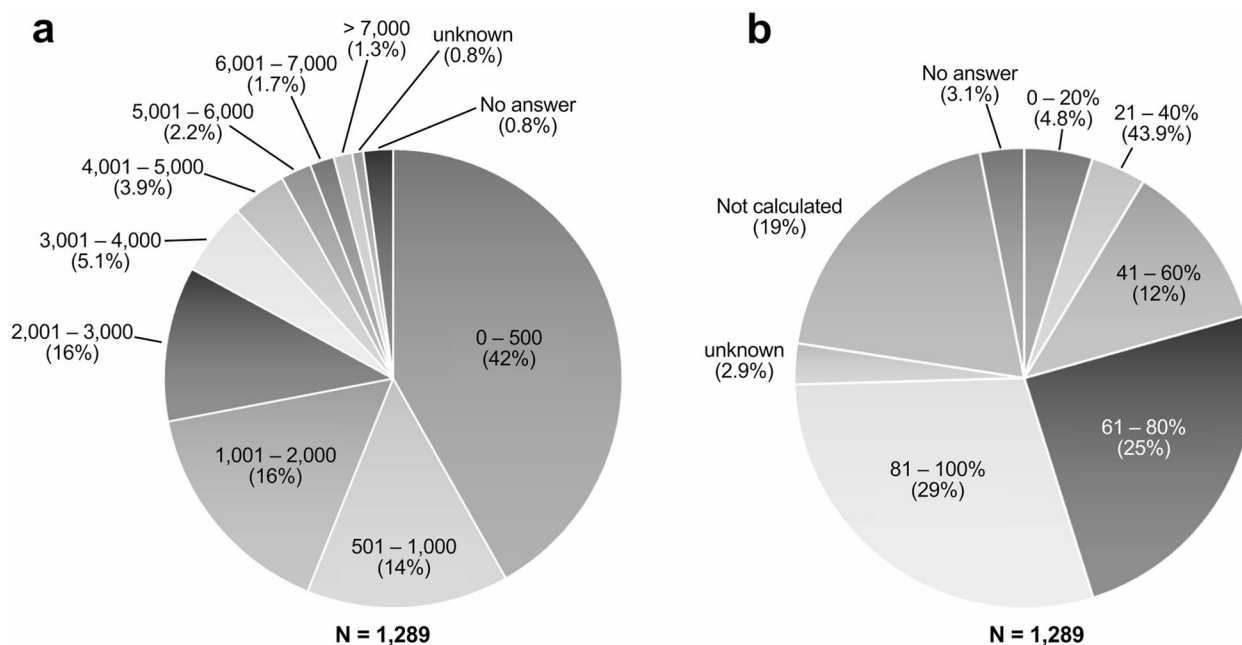 a
> 7,000
(1.3%)
unknown
(0.8%)
6,001 – 7,000
(1.7%)
No answer
(0.8%)
5,001 – 6,000
(2.2%)
4,001 – 5,000
(3.9%)
3,001 – 4,000
(5.1%)
2,001 – 3,000
(16%)
0 – 500
(42%)
1,001 – 2,000
(16%)
501 – 1,000
(14%)
N = 1,289
b
No answer
(3.1%)
0 – 20%
(4.8%)
21 – 40%
(43.9%)
Not calculated
(19%)
41 – 60%
(12%)
unknown
(2.9%)
61 – 80%
(25%)
81 – 100%
(29%)
N = 1,289